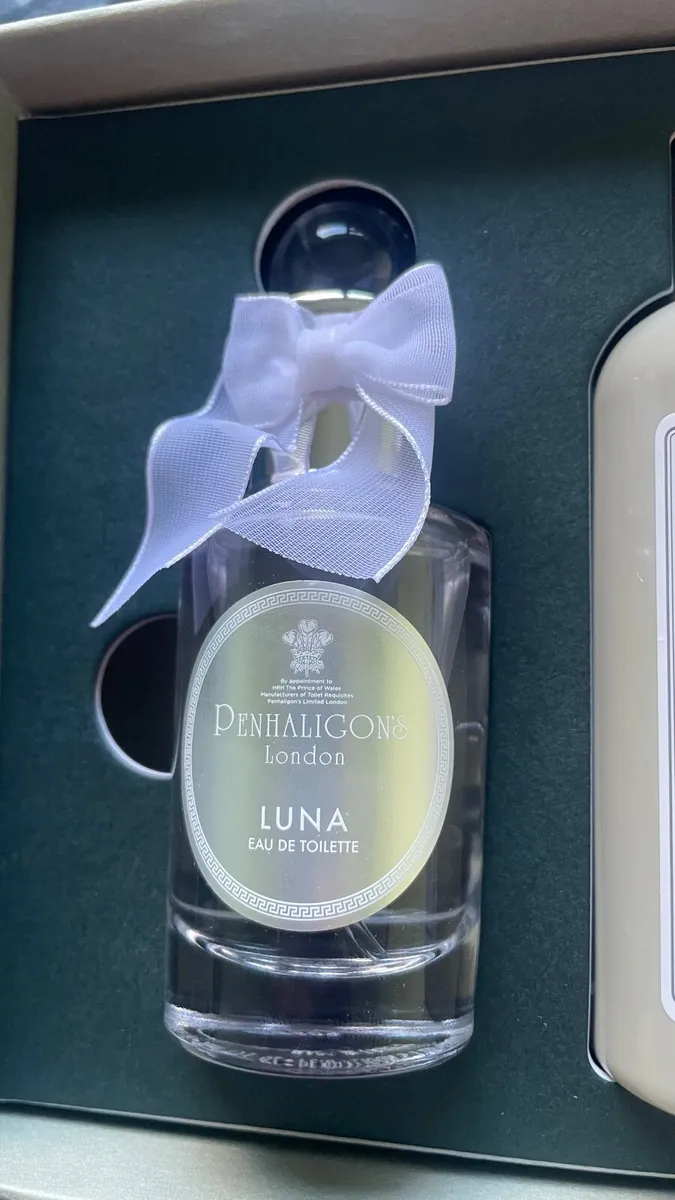 By appointment to
HRH The Prince of Wales
Manufacturers of Toilet Requisites
Penhaligon's Limited London
PENHALIGON'S
London
LUNA
EAU DE TOILETTE